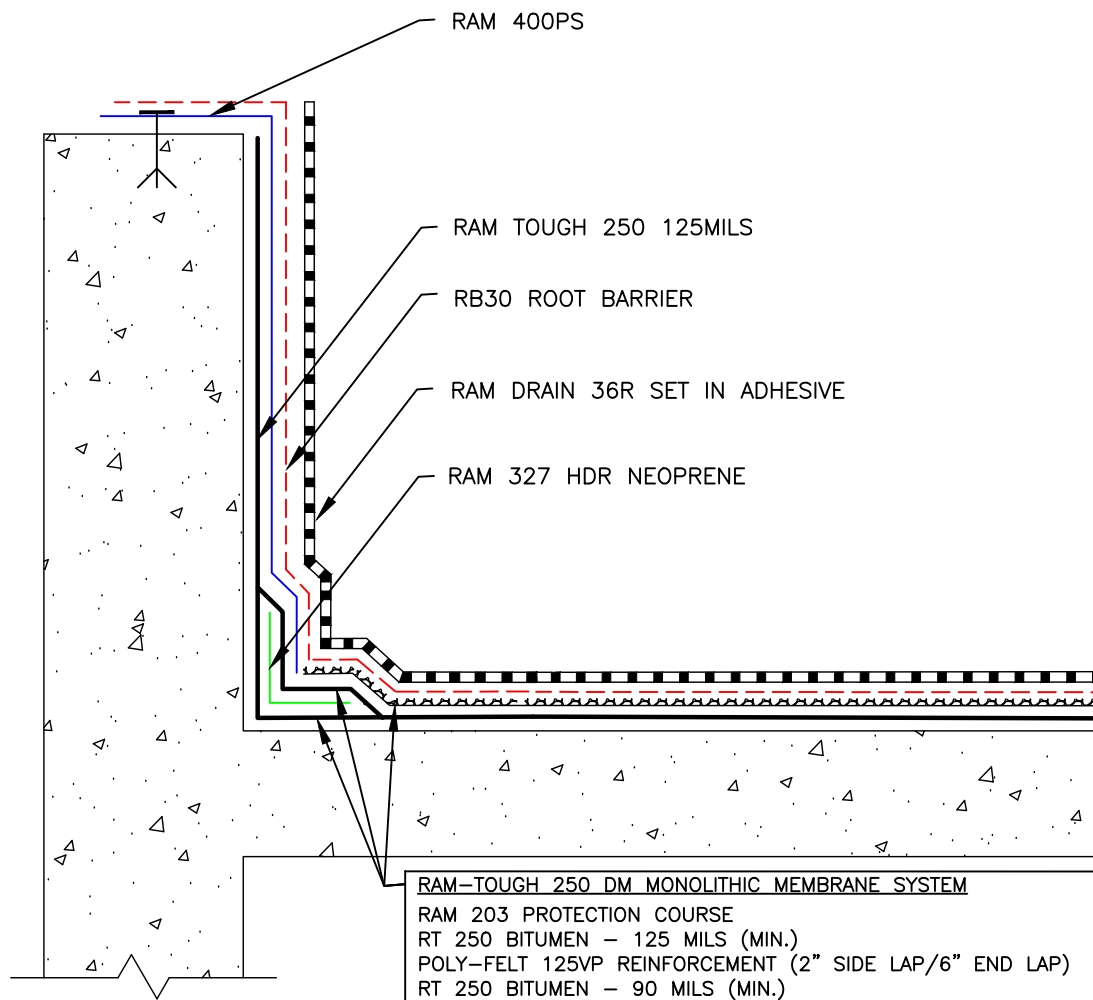 RAM 400PS
RAM TOUGH 250 125MILS
RB30 ROOT BARRIER
RAM DRAIN 36R SET IN ADHESIVE
RAM 327 HDR NEOPRENE
RAM-TOUGH 250 DM MONOLITHIC MEMBRANE SYSTEM
RAM 203 PROTECTION COURSE
RT 250 BITUMEN – 125 MILS (MIN.)
POLY-FELT 125VP REINFORCEMENT (2" SIDE LAP/6" END LAP)
RT 250 BITUMEN – 90 MILS (MIN.)